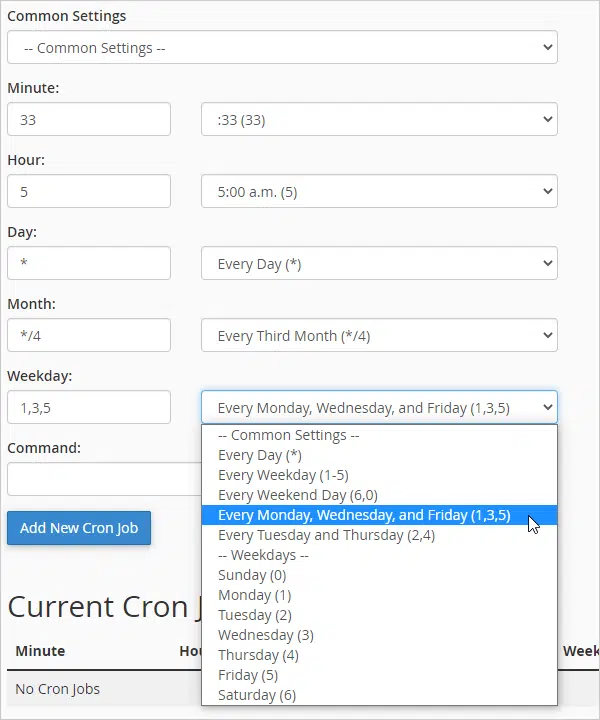 Common Settings
-- Common Settings --
Minute:
33 :33 (33)
Hour:
5 5:00 a.m. (5)
Day:
* Every Day (*)
Month:
*/4 Every Third Month (*/4)
Weekday:
1,3,5 Every Monday, Wednesday, and Friday (1,3,5)
-- Common Settings --
Every Day (*)
Every Weekday (1-5)
Every Weekend Day (6,0)
Every Monday, Wednesday, and Friday (1,3,5)
Every Tuesday and Thursday (2,4)
-- Weekdays --
Sunday (0)
Monday (1)
Tuesday (2)
Wednesday (3)
Thursday (4)
Friday (5)
Saturday (6)
Command:
Add New Cron Job
Current Cron
Minute Hou Week
No Cron Jobs